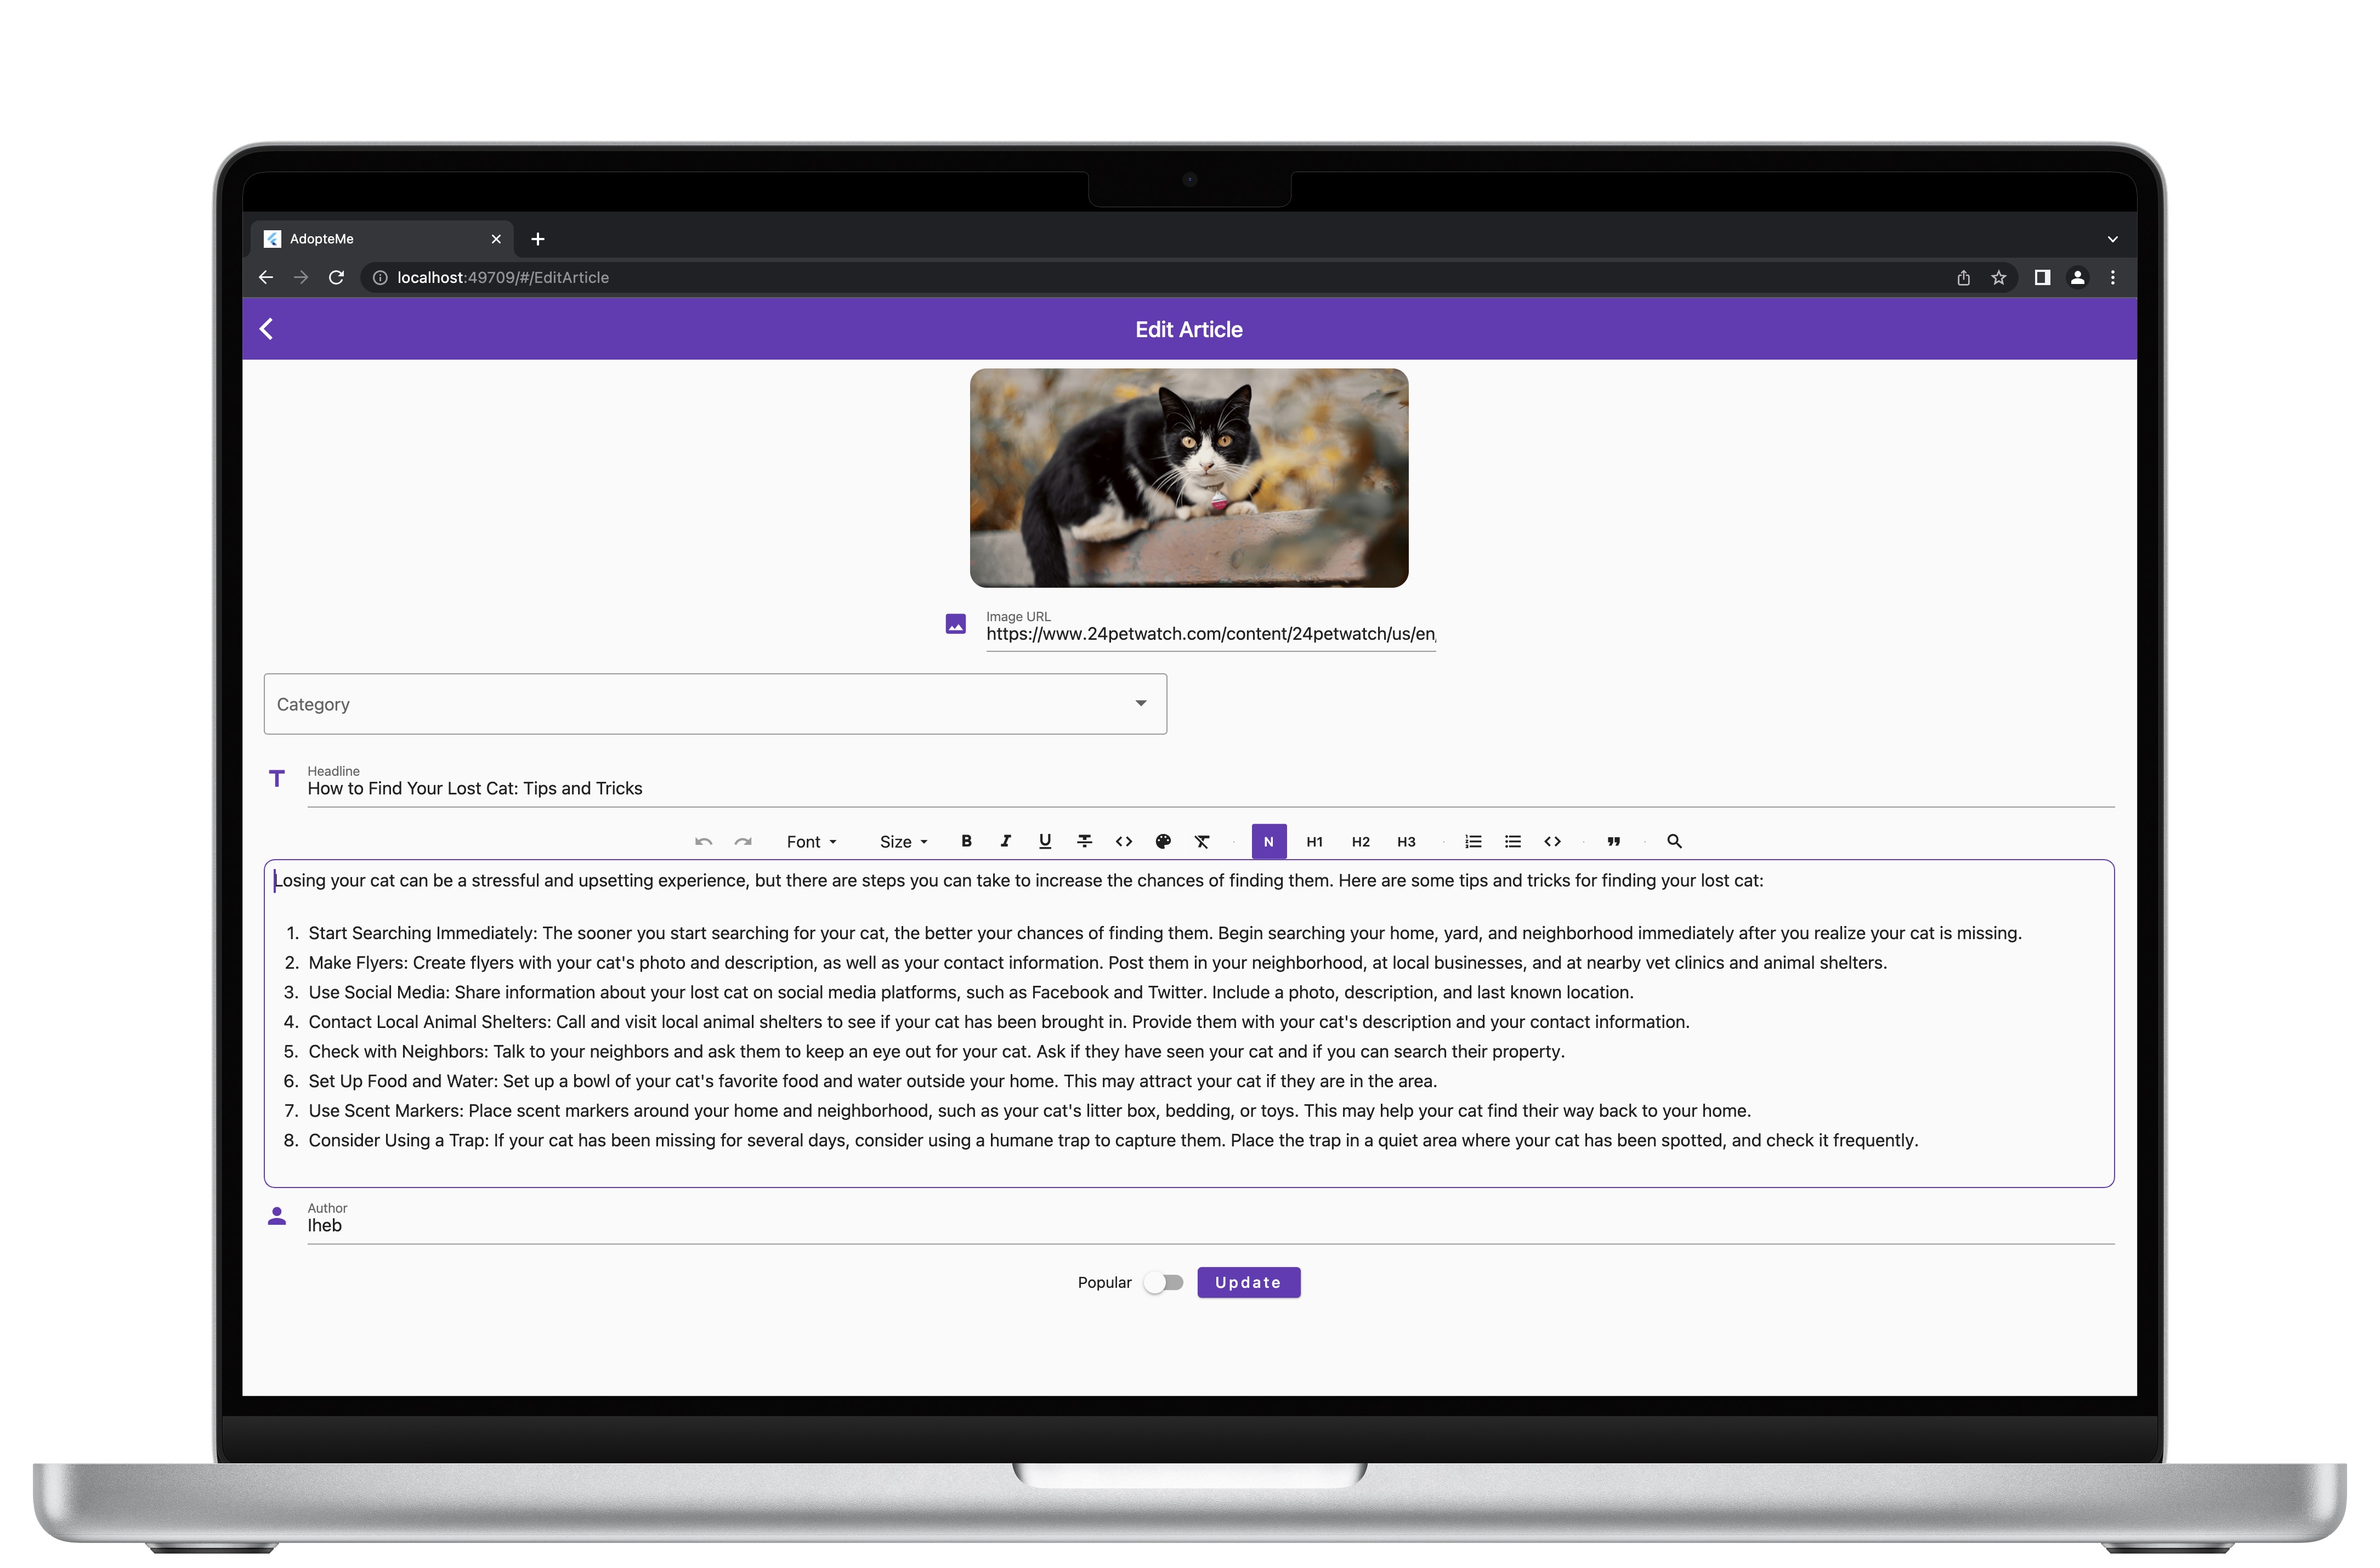 AdopteMe
localhost:49709/#/EditArticle
Edit Article
Image URL
https://www.24petwatch.com/content/24petwatch/us/en
Category
Headline
How to Find Your Lost Cat: Tips and Tricks
Font Size B I U N H1 H2 H3
Losing your cat can be a stressful and upsetting experience, but there are steps you can take to increase the chances of finding them. Here are some tips and tricks for finding your lost cat:
1. Start Searching Immediately: The sooner you start searching for your cat, the better your chances of finding them. Begin searching your home, yard, and neighborhood immediately after you realize your cat is missing.
2. Make Flyers: Create flyers with your cat's photo and description, as well as your contact information. Post them in your neighborhood, at local businesses, and at nearby vet clinics and animal shelters.
3. Use Social Media: Share information about your lost cat on social media platforms, such as Facebook and Twitter. Include a photo, description, and last known location.
4. Contact Local Animal Shelters: Call and visit local animal shelters to see if your cat has been brought in. Provide them with your cat's description and your contact information.
5. Check with Neighbors: Talk to your neighbors and ask them to keep an eye out for your cat. Ask if they have seen your cat and if you can search their property.
6. Set Up Food and Water: Set up a bowl of your cat's favorite food and water outside your home. This may attract your cat if they are in the area.
7. Use Scent Markers: Place scent markers around your home and neighborhood, such as your cat's litter box, bedding, or toys. This may help your cat find their way back to your home.
8. Consider Using a Trap: If your cat has been missing for several days, consider using a humane trap to capture them. Place the trap in a quiet area where your cat has been spotted, and check it frequently.
Author
Iheb
Popular
Update